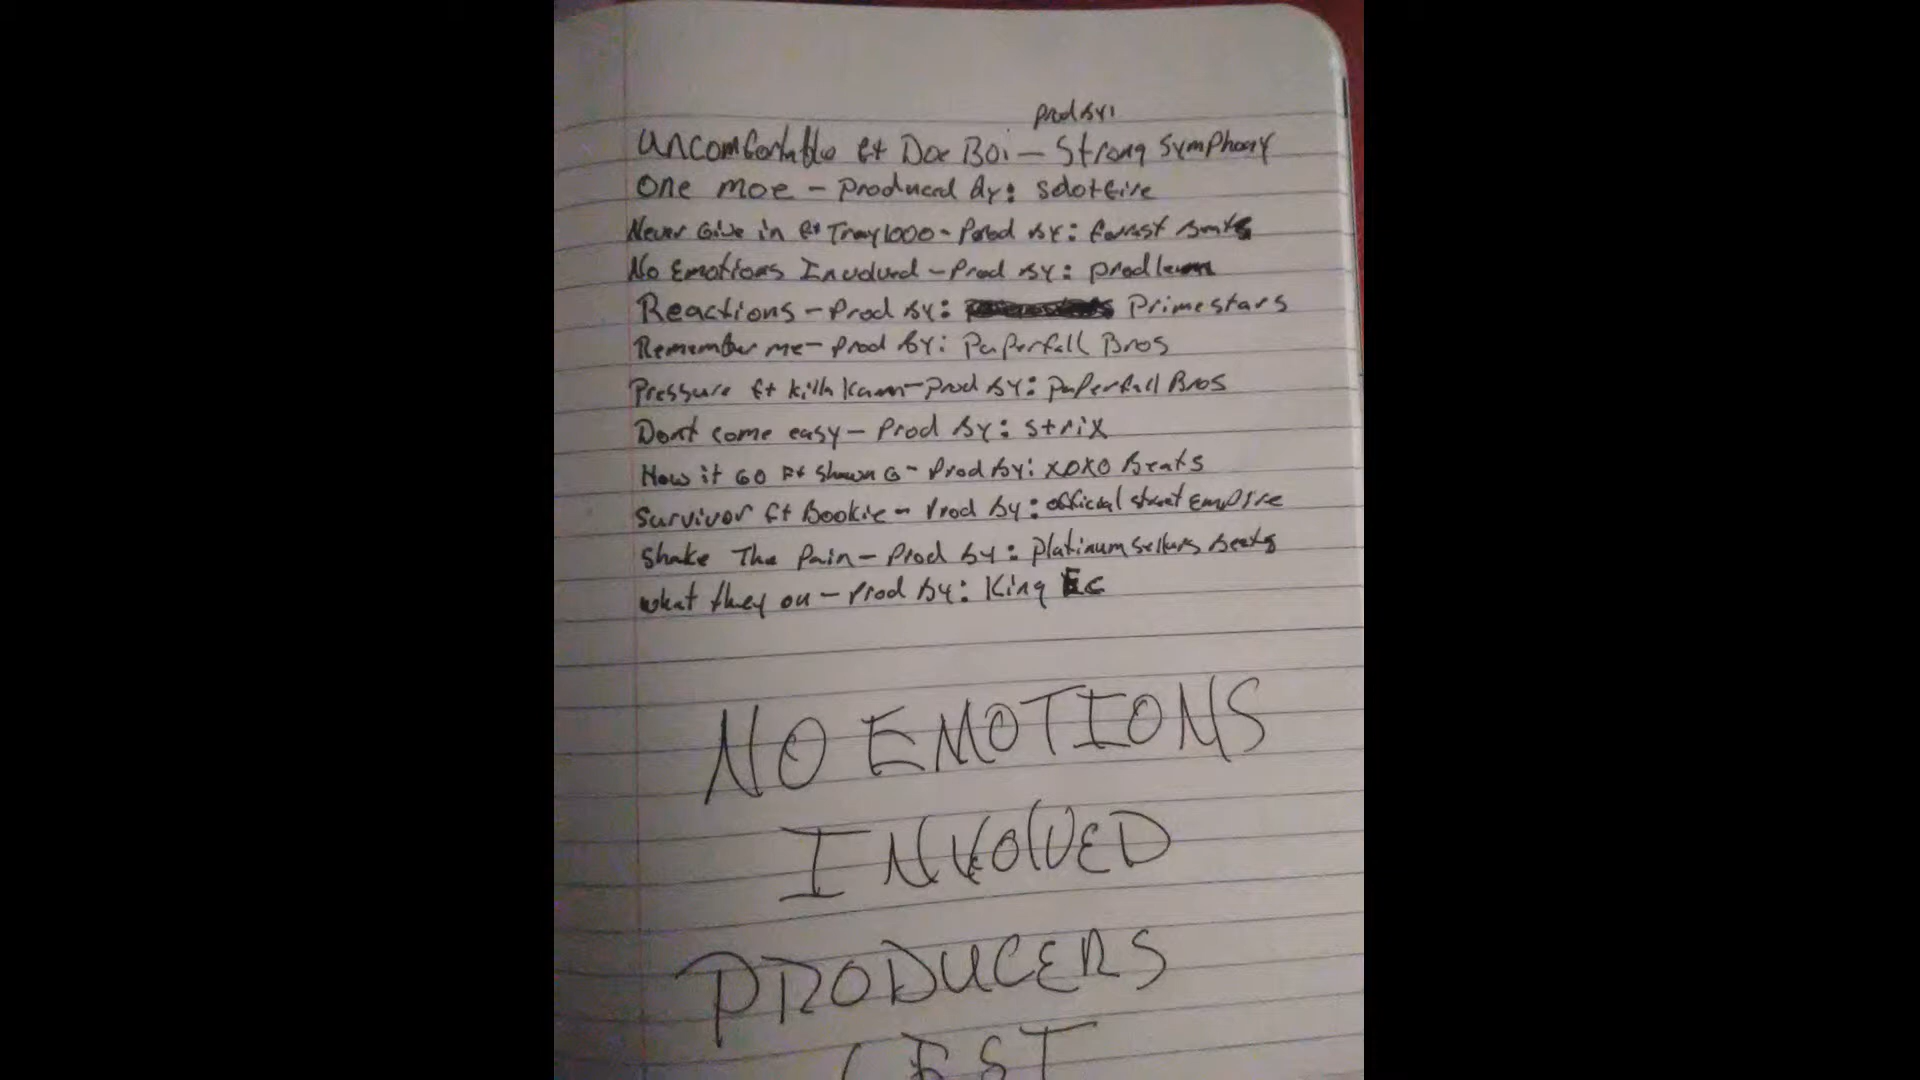 Prod By:
Uncomfortable ft Doe Boi - Strong Symphony
One moe - Produced By: Sdotfire
Never Give in ft Tray1000 - Prod By: forest Beats
No Emotions Involved - Prod By:
Reactions - Prod By: Primestars
Remember me - Prod By: Paperfall Bros
Pressure ft Killa Kam - Prod By: Paperfall Bros
Dont come easy - Prod By: Strix
How it Go Ft Shawn G - Prod By: XOXO Beats
Survivor ft Bookie - Prod By: official street Empire
Shake The Pain - Prod By: Platinum Sellers Beats
What they on - Prod By: King EC
NO EMOTIONS
INVOLVED
PRODUCERS
LIST